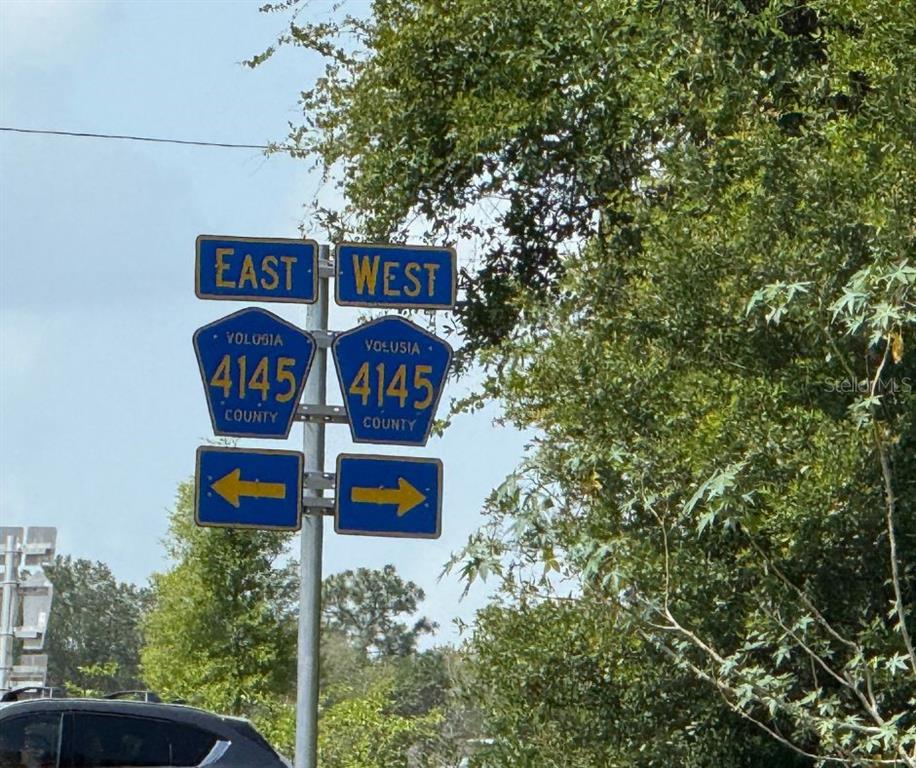 EAST
WEST
VOLUSIA
4145
COUNTY
VOLUSIA
4145
COUNTY
Stellar MLS